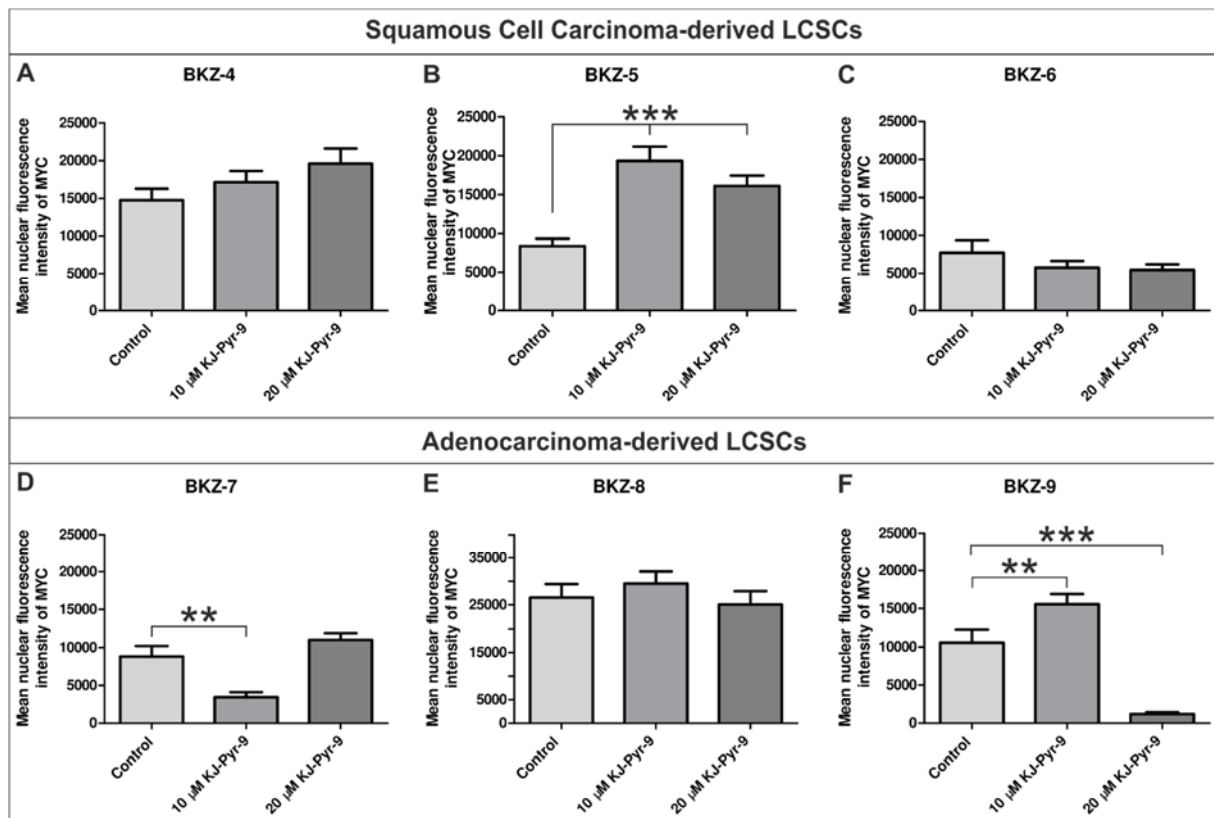 Squamous Cell Carcinoma-derived LCSCs
A
BKZ-4
Mean nuclear fluorescence
intensity of MYC
25000
20000
15000
10000
5000
0
Control
10 µM KJ-Pyr-9
20 µM KJ-Pyr-9
B
BKZ-5
Mean nuclear fluorescence
intensity of MYC
25000
20000
15000
10000
5000
0
***
Control
10 µM KJ-Pyr-9
20 µM KJ-Pyr-9
C
BKZ-6
Mean nuclear fluorescence
intensity of MYC
25000
20000
15000
10000
5000
0
Control
10 µM KJ-Pyr-9
20 µM KJ-Pyr-9
Adenocarcinoma-derived LCSCs
D
BKZ-7
Mean nuclear fluorescence
intensity of MYC
25000
20000
15000
10000
5000
0
**
Control
10 µM KJ-Pyr-9
20 µM KJ-Pyr-9
E
BKZ-8
Mean nuclear fluorescence
intensity of MYC
35000
25000
20000
15000
10000
5000
0
Control
10 µM KJ-Pyr-9
20 µM KJ-Pyr-9
F
BKZ-9
Mean nuclear fluorescence
intensity of MYC
25000
20000
15000
10000
5000
0
***
**
Control
10 µM KJ-Pyr-9
20 µM KJ-Pyr-9